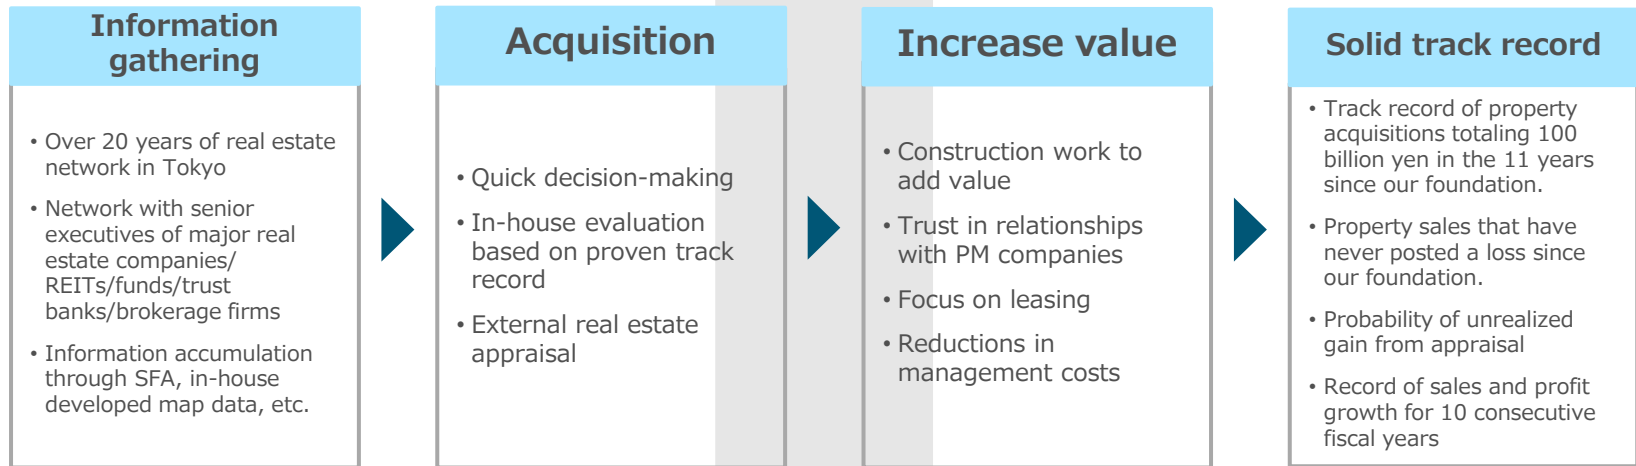 Information
gathering
• Over 20 years of real estate
network in Tokyo
• Network with senior
executives of major real
estate companies/
REITs/funds/trust
banks/brokerage firms
• Information accumulation
through SFA, in-house
developed map data, etc.
Acquisition
• Quick decision-making
• In-house evaluation
based on proven track
record
• External real estate
appraisal
Increase value
• Construction work to
add value
• Trust in relationships
with PM companies
• Focus on leasing
• Reductions in
management costs
Solid track record
• Track record of property
acquisitions totaling 100
billion yen in the 11 years
since our foundation.
• Property sales that have
never posted a loss since
our foundation.
• Probability of unrealized
gain from appraisal
• Record of sales and profit
growth for 10 consecutive
fiscal years